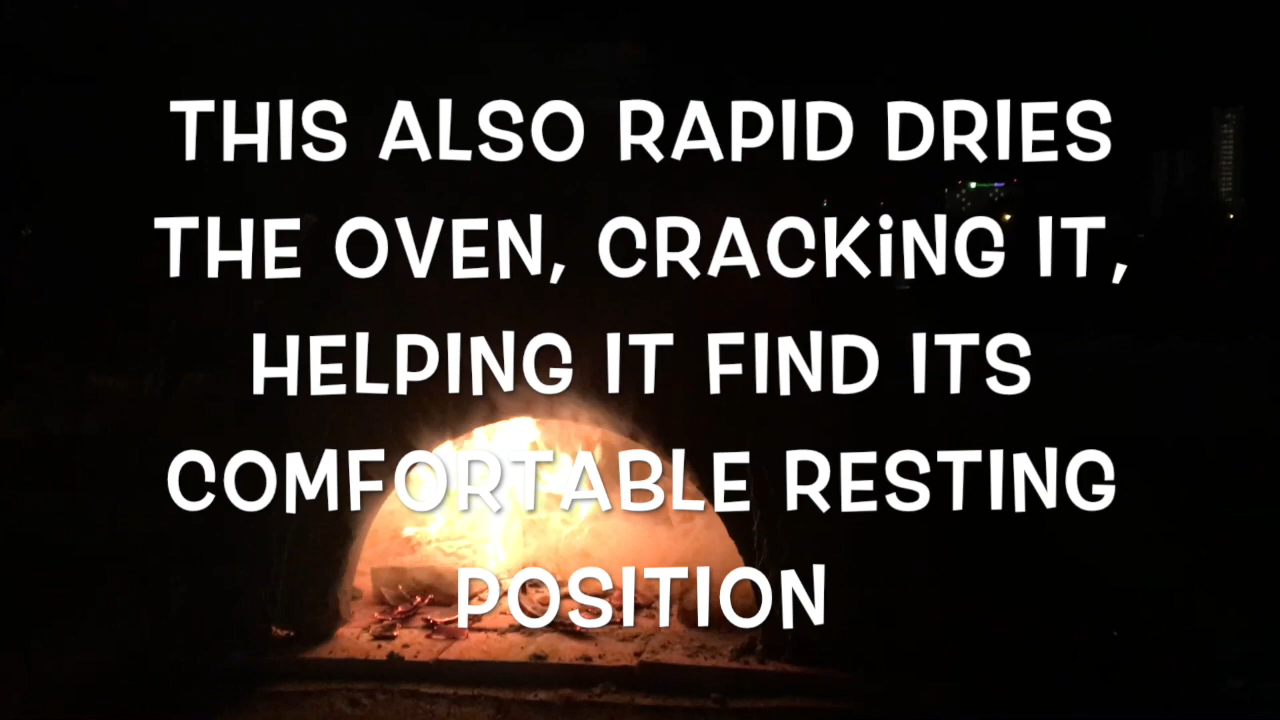 THIS ALSO RAPID DRIES
THE OVEN, CRACKiNG IT,
HELPING IT FIND ITS
COMFORTABLE RESTING
POSITION